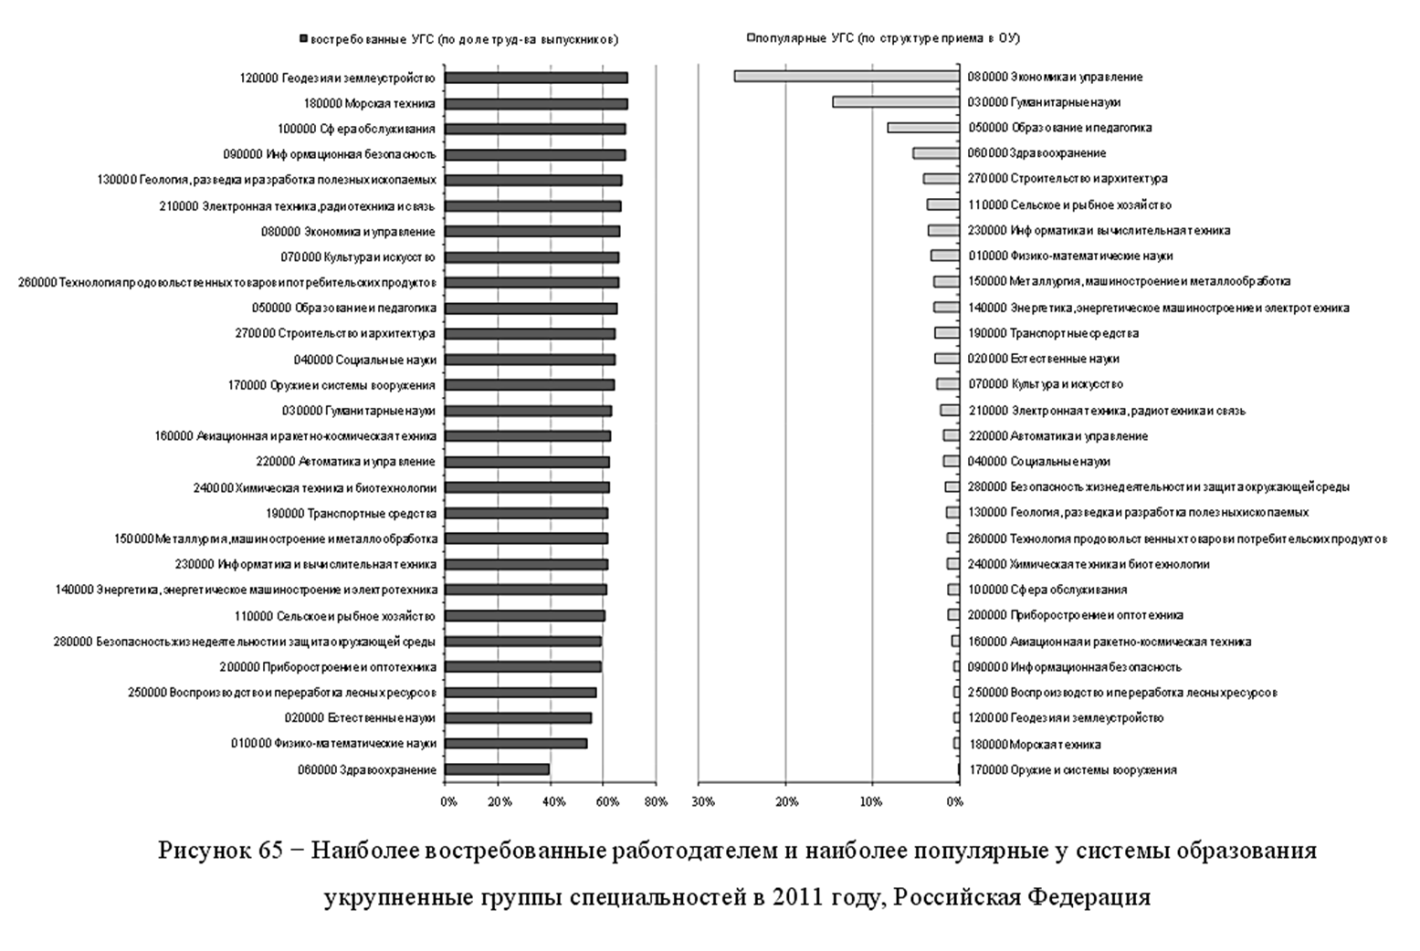 востребованные УГС (по доле труд-ва выпускников)
120000 Геодезия и землеустройство
180000 Морская техника
100000 Сфера обслуживания
090000 Информационная безопасность
130000 Геология, разведка и разработка полезных ископаемых
210000 Электронная техника, радиотехника и связь
080000 Экономика и управление
070000 Культура и искусство
260000 Технология продовольственных товаров и потребительских продуктов
050000 Образование и педагогика
270000 Строительство и архитектура
040000 Социальные науки
170000 Оружие и системы вооружения
030000 Гуманитарные науки
160000 Авиационная и ракетно-космическая техника
220000 Автоматика и управление
240000 Химическая техника и биотехнологии
190000 Транспортные средства
150000 Металлургия, машиностроение и металлообработка
230000 Информатика и вычислительная техника
140000 Энергетика, энергетическое машиностроение и электротехника
110000 Сельское и рыбное хозяйство
280000 Безопасность жизнедеятельности и защита окружающей среды
200000 Приборостроение и оптотехника
250000 Воспроизводство и переработка лесных ресурсов
020000 Естественные науки
010000 Физико-математические науки
060000 Здравоохранение
0% 20% 40% 60% 80%
популярные УГС (по структуре приема в ОУ)
080000 Экономика и управление
030000 Гуманитарные науки
050000 Образование и педагогика
060000 Здравоохранение
270000 Строительство и архитектура
110000 Сельское и рыбное хозяйство
230000 Информатика и вычислительная техника
010000 Физико-математические науки
150000 Металлургия, машиностроение и металлообработка
140000 Энергетика, энергетическое машиностроение и электротехника
190000 Транспортные средства
020000 Естественные науки
070000 Культура и искусство
210000 Электронная техника, радиотехника и связь
220000 Автоматика и управление
040000 Социальные науки
280000 Безопасность жизнедеятельности и защита окружающей среды
130000 Геология, разведка и разработка полезных ископаемых
260000 Технология продовольственных товаров и потребительских продуктов
240000 Химическая техника и биотехнологии
100000 Сфера обслуживания
200000 Приборостроение и оптотехника
160000 Авиационная и ракетно-космическая техника
090000 Информационная безопасность
250000 Воспроизводство и переработка лесных ресурсов
120000 Геодезия и землеустройство
180000 Морская техника
170000 Оружие и системы вооружения
30% 20% 10% 0%
Рисунок 65 − Наиболее востребованные работодателем и наиболее популярные у системы образования
укрупненные группы специальностей в 2011 году, Российская Федерация